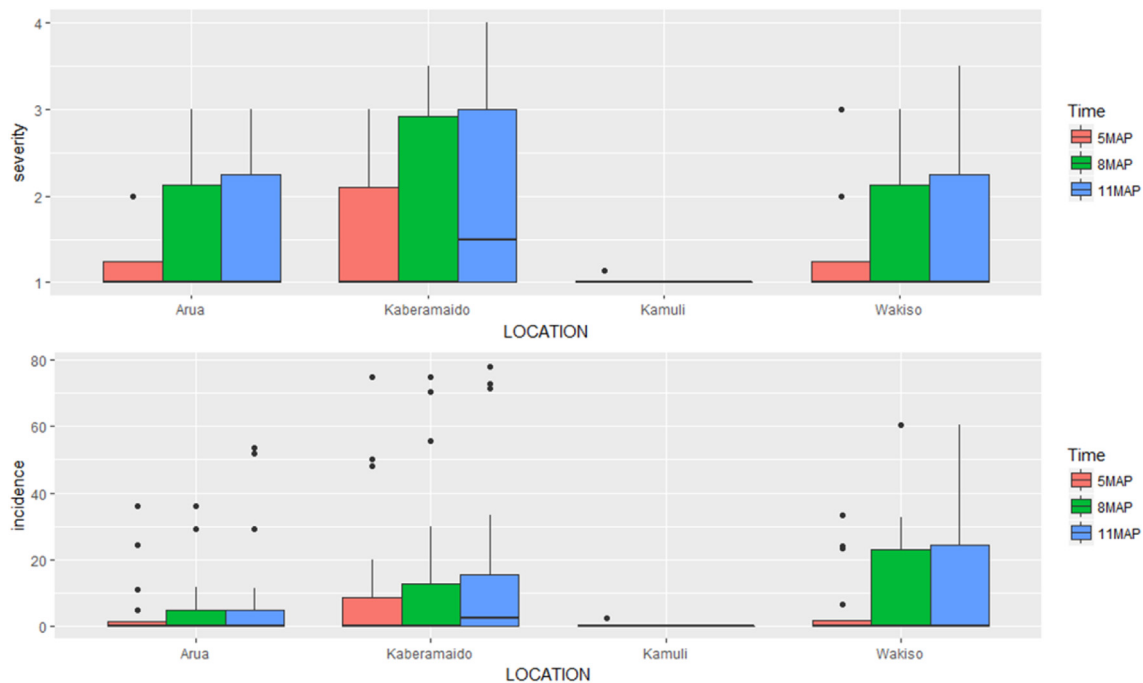 4
3
2
1
severity
Arua Kaberamaido Kamuli Wakiso
LOCATION
Time
5MAP
8MAP
11MAP
80
60
40
20
0
incidence
Arua Kaberamaido Kamuli Wakiso
LOCATION
Time
5MAP
8MAP
11MAP